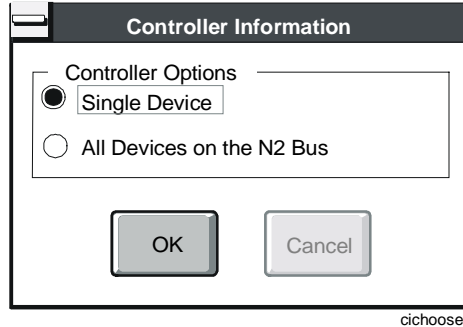 Controller Information
Controller Options
Single Device
All Devices on the N2 Bus
OK
Cancel
cichoose